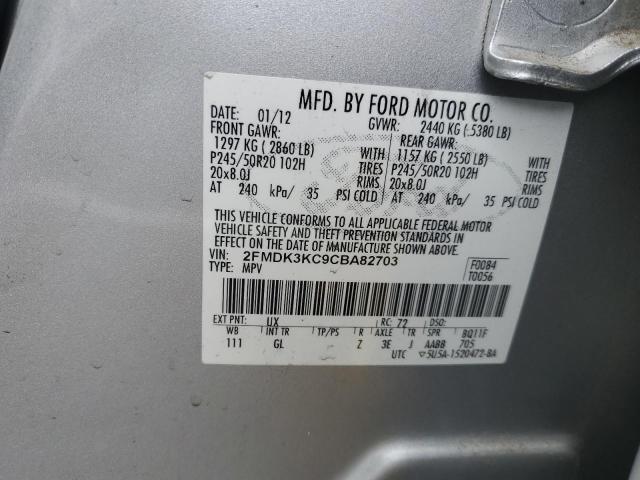 MFD. BY FORD MOTOR CO.
DATE: 01/12 GVWR: 2440 KG (.5380 LB)
FRONT GAWR: REAR GAWR:
1297 KG (2860 LB) WITH 1157 KG (2550 LB) WITH
P245/50R20 102H TIRES P245/50R20 102H TIRES
20x8.0J RIMS 20x8.0J RIMS
AT 240 kPa/ 35 PSI COLD AT 240 kPa/ 35 PSI COLD
THIS VEHICLE CONFORMS TO ALL APPLICABLE FEDERAL MOTOR
VEHICLE SAFETY AND THEFT PREVENTION STANDARDS IN
EFFECT ON THE DATE OF MANUFACTURE SHOWN ABOVE.
VIN: 2FMDK3KC9CBA82703 F0084
TYPE: MPV T0056
EXT PNT: UX RC: 72 DSO:
WB INT TR TP/PS R AXLE TR SPR BQ11F
111 GL Z 3E J AABB 705
UTC ▽5U5A-1520472-BA